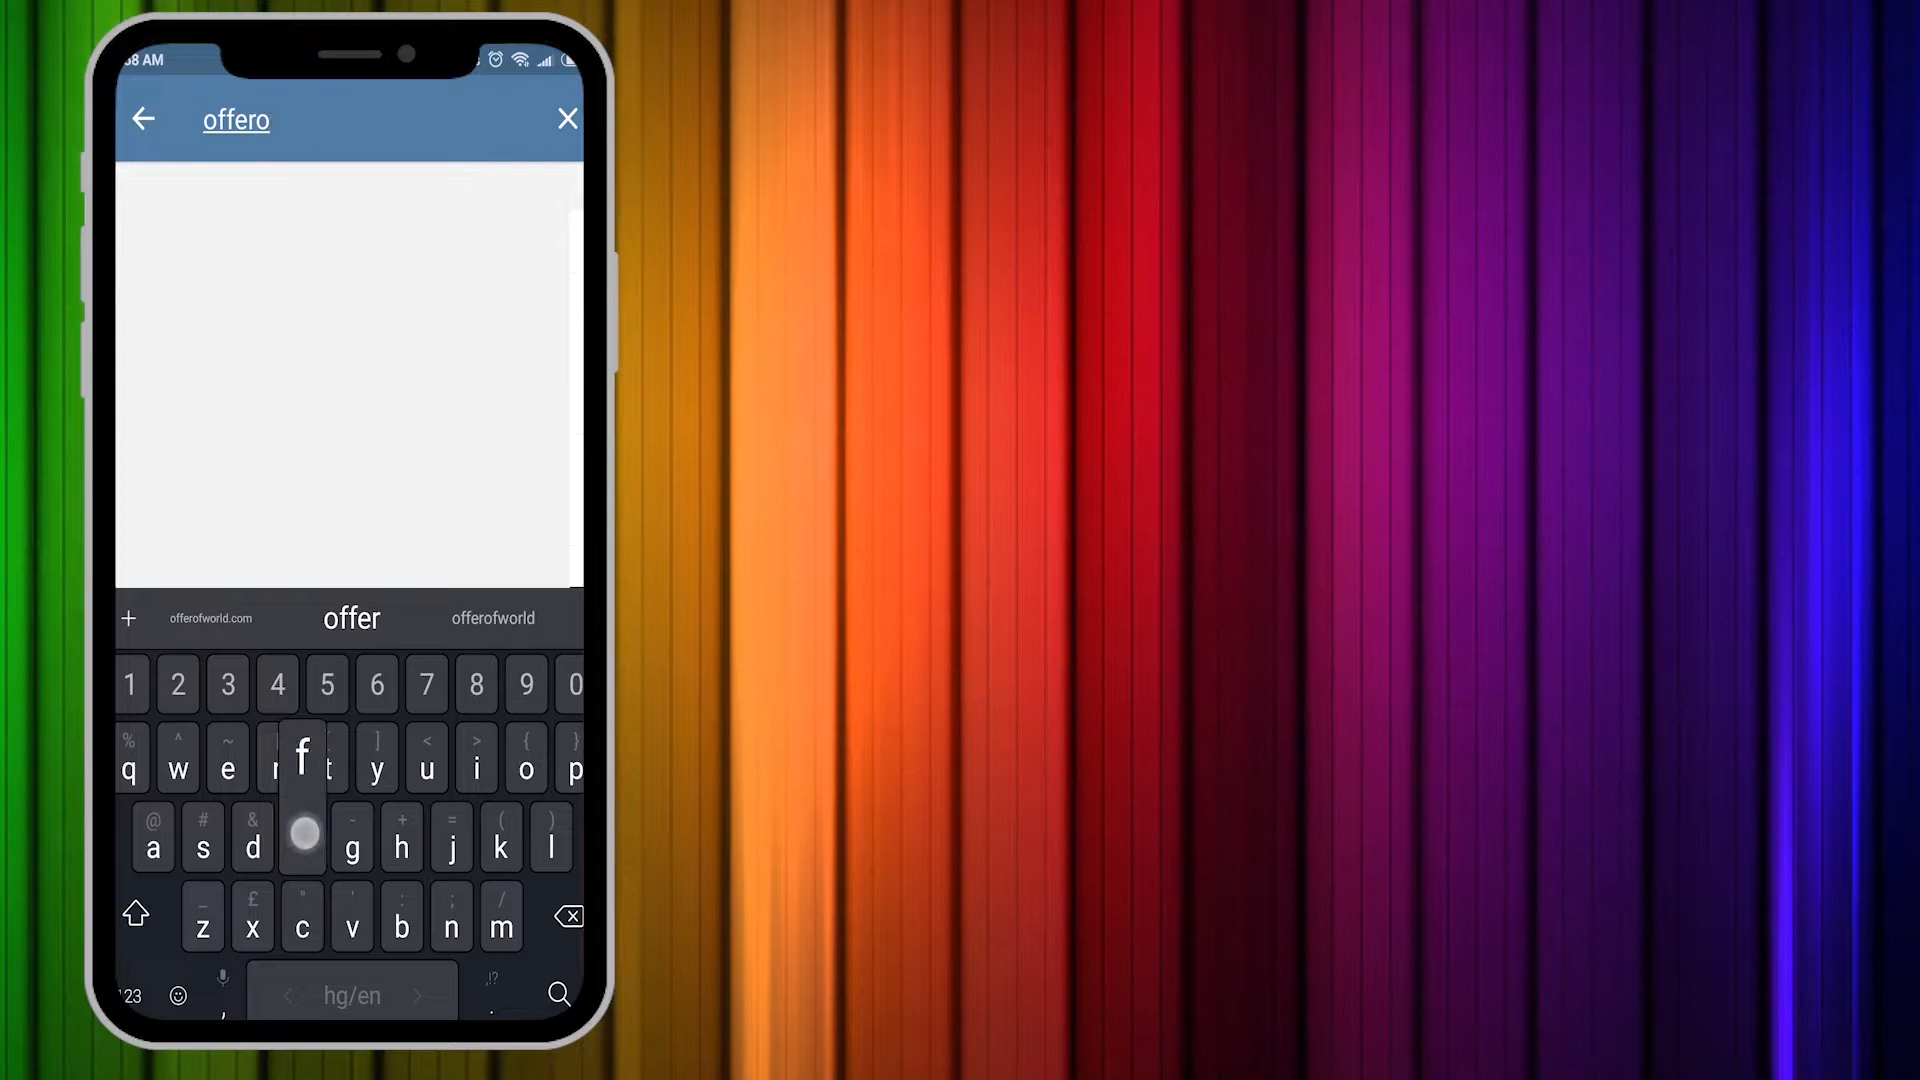 58 AM
offero
offerofworld.com offer offerofworld
1 2 3 4 5 6 7 8 9 0
% ^ ~ ] < > { }
q w e r f t y u i o p
@ # & - + = ( )
a s d g h j k l
_ £ " ' : ; /
z x c v b n m
,!?
123 , hg/en .